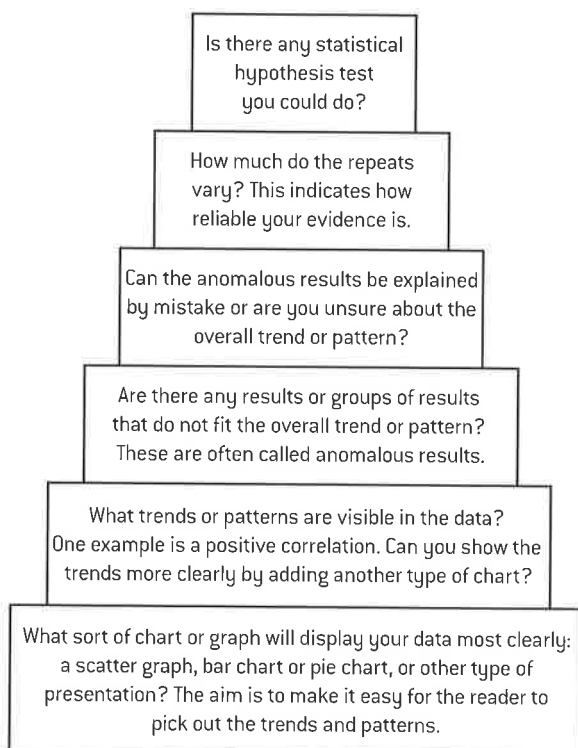 Is there any statistical
hypothesis test
you could do?
How much do the repeats
vary? This indicates how
reliable your evidence is.
Can the anomalous results be explained
by mistake or are you unsure about the
overall trend or pattern?
Are there any results or groups of results
that do not fit the overall trend or pattern?
These are often called anomalous results.
What trends or patterns are visible in the data?
One example is a positive correlation. Can you show the
trends more clearly by adding another type of chart?
What sort of chart or graph will display your data most clearly:
a scatter graph, bar chart or pie chart, or other type of
presentation? The aim is to make it easy for the reader to
pick out the trends and patterns.